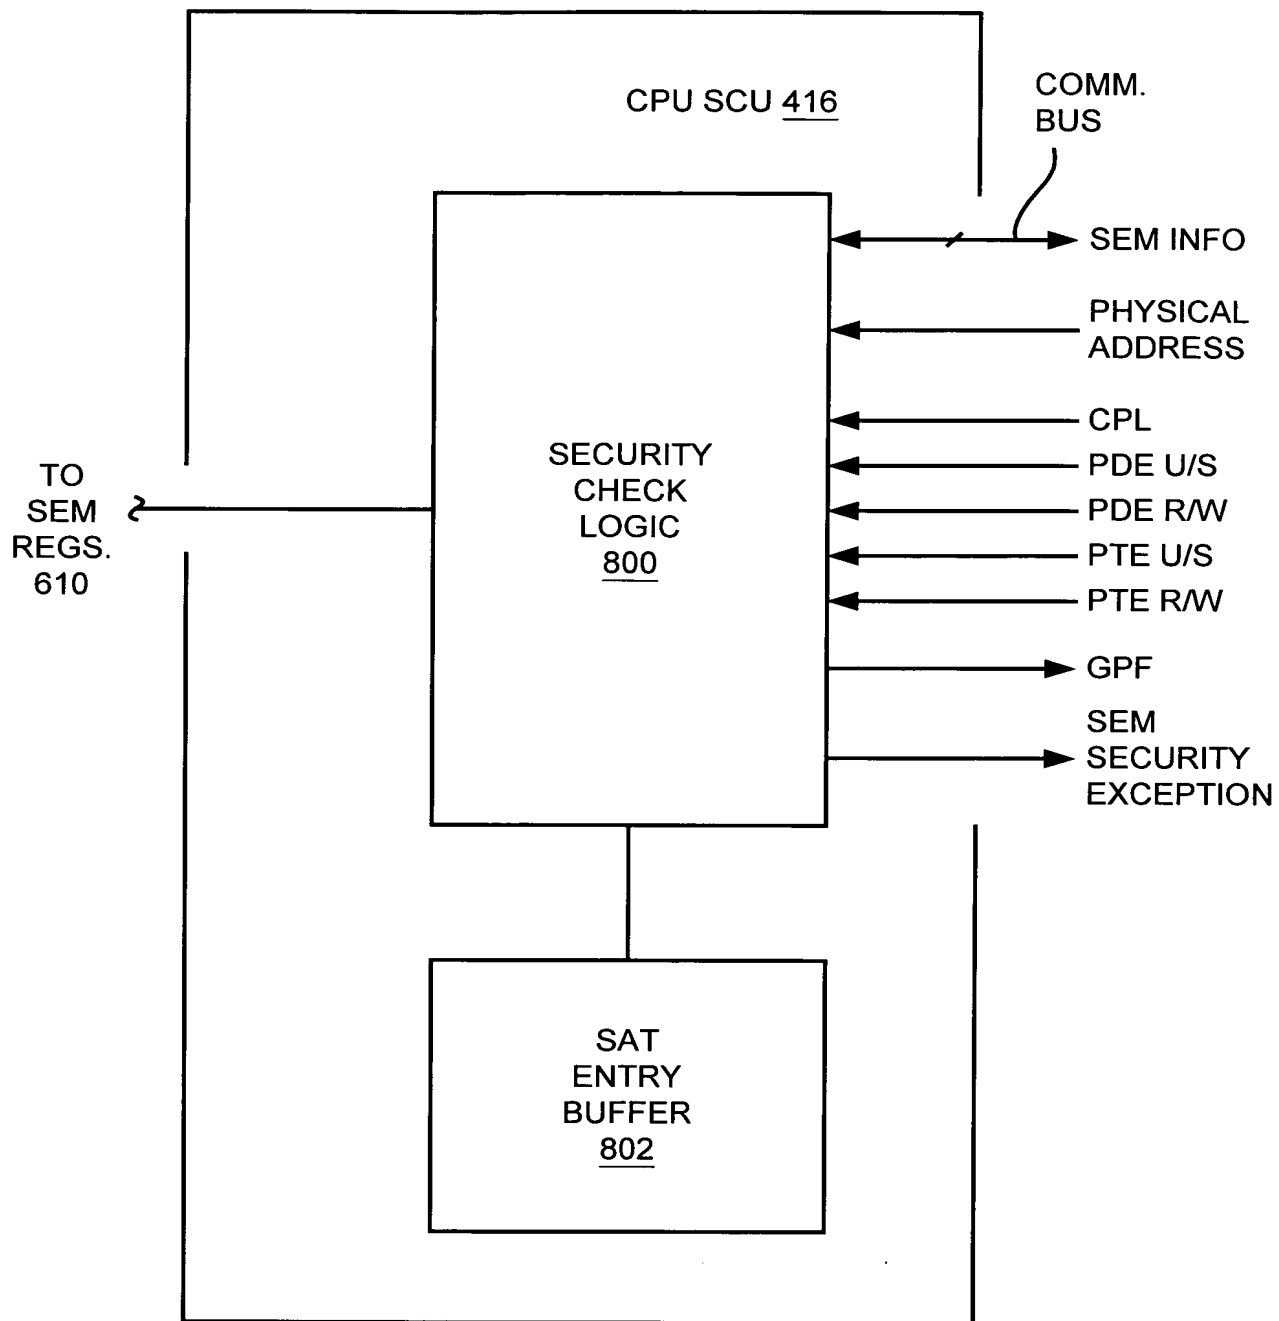 CPU SCU 416
COMM.
BUS
SEM INFO
PHYSICAL
ADDRESS
CPL
PDE U/S
PDE R/W
PTE U/S
PTE R/W
GPF
SEM
SECURITY
EXCEPTION
SECURITY
CHECK
LOGIC
800
TO
SEM
REGS.
610
SAT
ENTRY
BUFFER
802